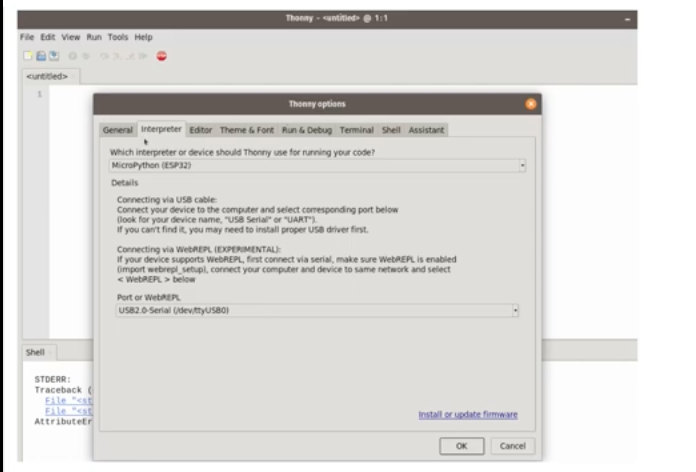 Thonny - <untitled> @ 1:1
File Edit View Run Tools Help
<untitled>
1
Thonny options
General Interpreter Editor Theme & Font Run & Debug Terminal Shell Assistant
Which interpreter or device should Thonny use for running your code?
MicroPython (ESP32)
Details
Connecting via USB cable:
Connect your device to the computer and select corresponding port below
(look for your device name, "USB Serial" or "UART").
If you can't find it, you may need to install proper USB driver first.
Connecting via WebREPL (EXPERIMENTAL):
If your device supports WebREPL, first connect via serial, make sure WebREPL is enabled
(import webrepl_setup), connect your computer and device to same network and select
< WebREPL > below
Port or WebREPL
USB2.0-Serial (/dev/ttyUSB0)
Shell
STDERR:
Traceback (
File "<st
File "<st
AttributeEr
Install or update firmware
OK Cancel